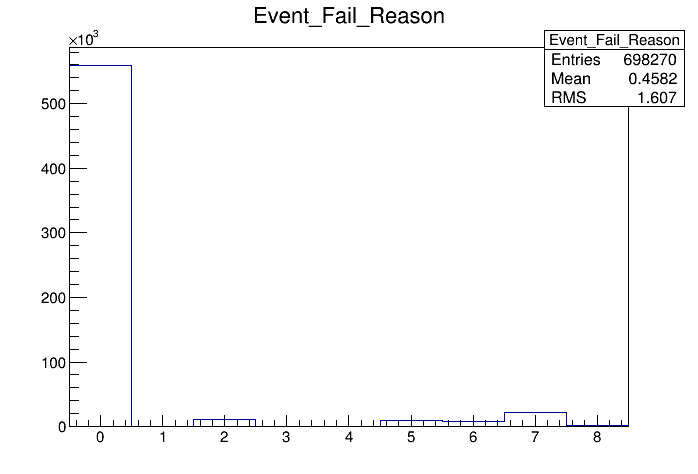 Event_Fail_Reason
×10³
Event_Fail_Reason
Entries 698270
Mean 0.4582
RMS 1.607
500
400
300
200
100
0
0 1 2 3 4 5 6 7 8